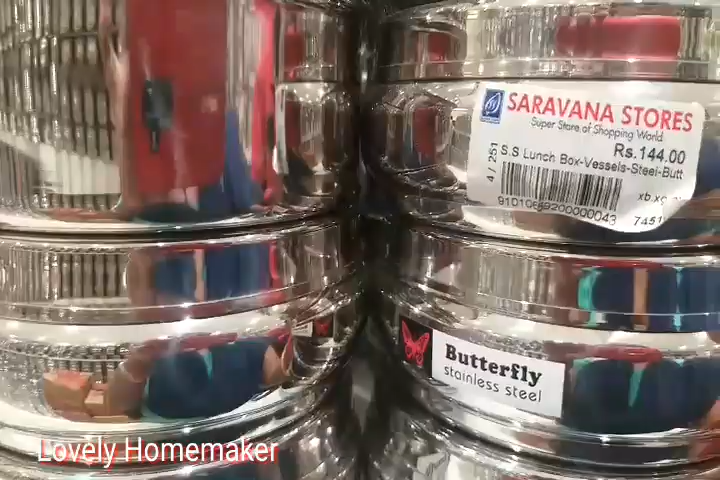 SARAVANA STORES
Super Store of Shopping World
Rs.144.00
4 / 251
S.S Lunch Box-Vessels-Steel-Butt
7451
Butterfly
stainless steel
Lovely Homemaker